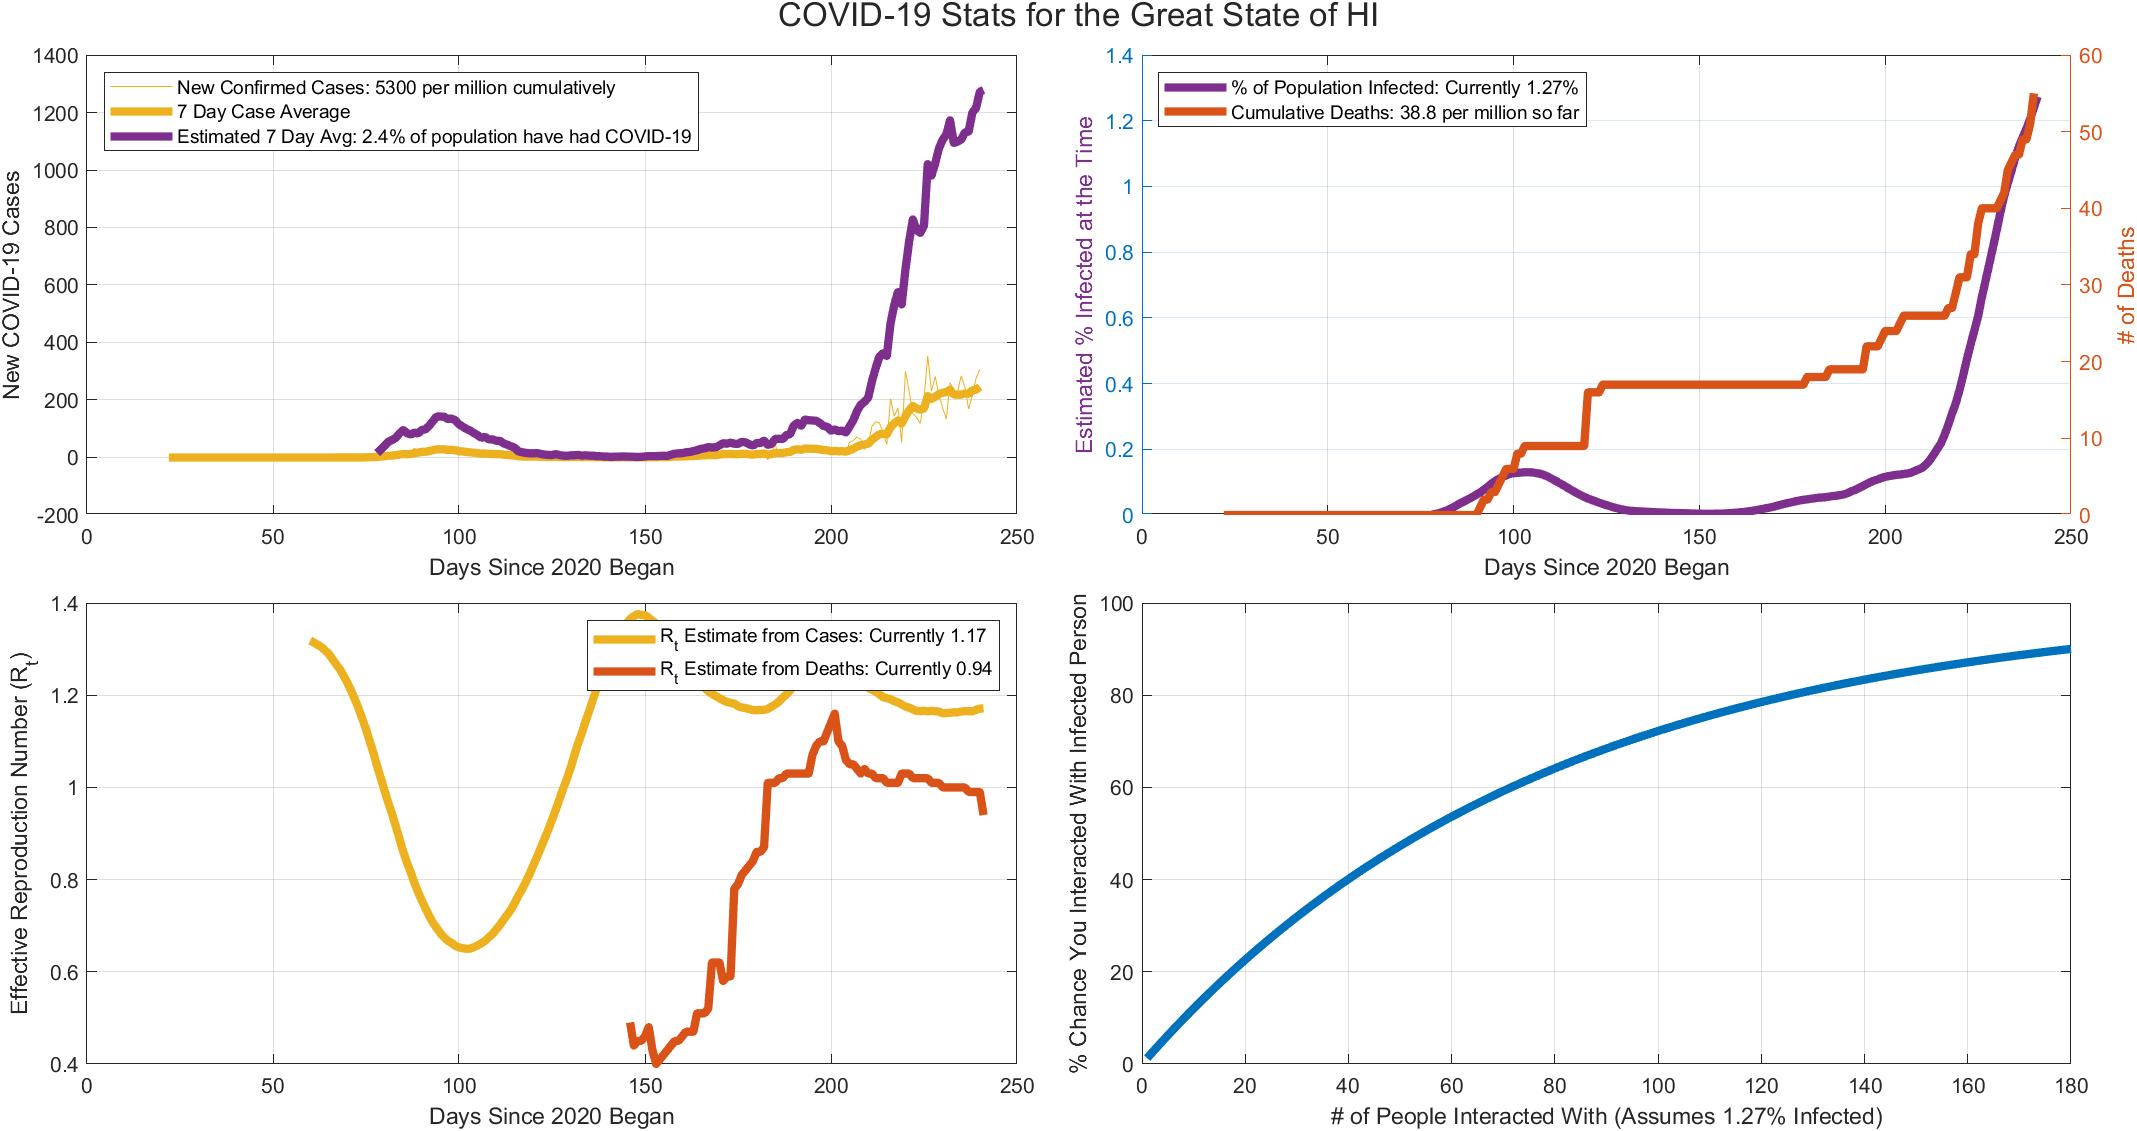 COVID-19 Stats for the Great State of HI
1400
1200
1000
800
600
400
200
0
-200
New COVID-19 Cases
New Confirmed Cases: 5300 per million cumulatively
7 Day Case Average
Estimated 7 Day Avg: 2.4% of population have had COVID-19
0 50 100 150 200 250
Days Since 2020 Began
1.4
1.2
1
0.8
0.6
0.4
0.2
0
Estimated % Infected at the Time
% of Population Infected: Currently 1.27%
Cumulative Deaths: 38.8 per million so far
60
50
40
30
20
10
0
# of Deaths
0 50 100 150 200 250
Days Since 2020 Began
1.4
1.2
1
0.8
0.6
0.4
Effective Reproduction Number (Rt)
Rt Estimate from Cases: Currently 1.17
Rt Estimate from Deaths: Currently 0.94
0 50 100 150 200 250
Days Since 2020 Began
100
80
60
40
20
0
% Chance You Interacted With Infected Person
0 20 40 60 80 100 120 140 160 180
# of People Interacted With (Assumes 1.27% Infected)